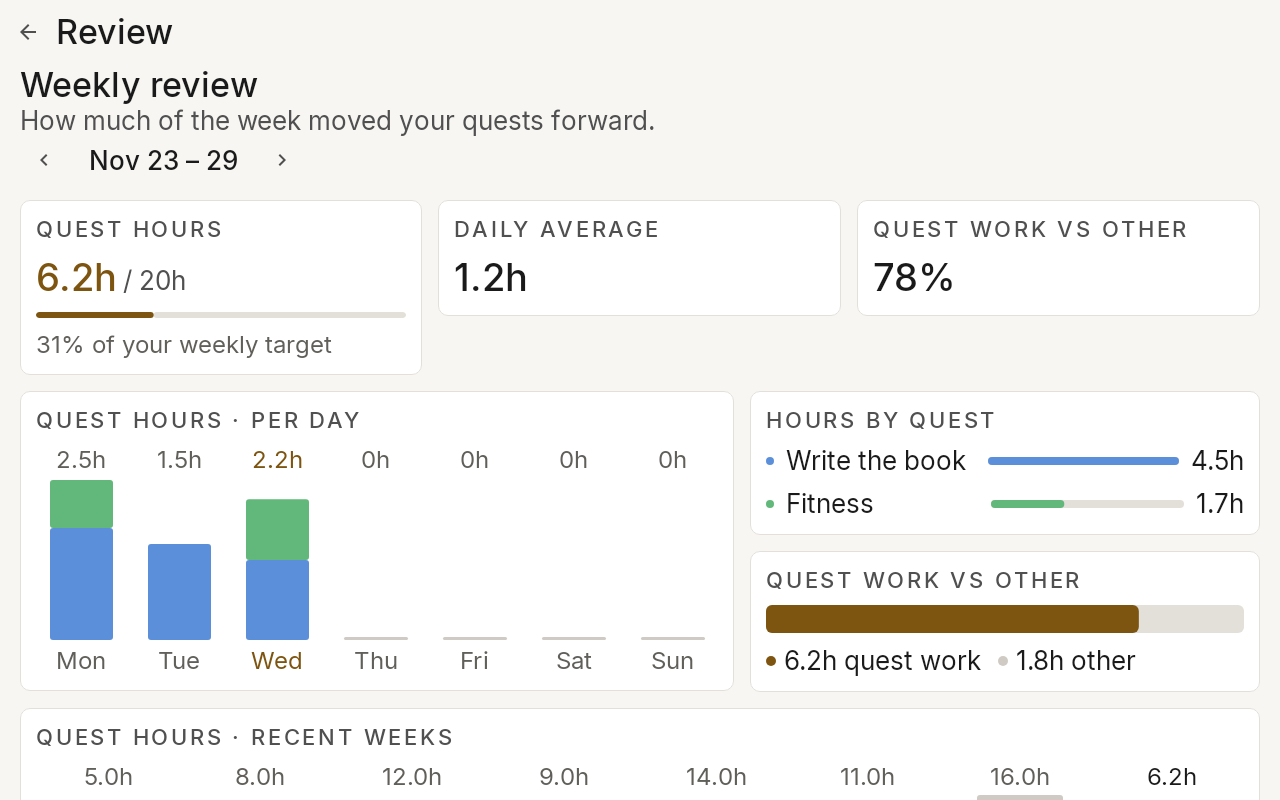 Review
Weekly review
How much of the week moved your quests forward.
Nov 23 – 29
QUEST HOURS
6.2h / 20h
31% of your weekly target
DAILY AVERAGE
1.2h
QUEST WORK VS OTHER
78%
QUEST HOURS · PER DAY
2.5h 1.5h 2.2h 0h 0h 0h 0h
Mon Tue Wed Thu Fri Sat Sun
HOURS BY QUEST
Write the book 4.5h
Fitness 1.7h
QUEST WORK VS OTHER
6.2h quest work 1.8h other
QUEST HOURS · RECENT WEEKS
5.0h 8.0h 12.0h 9.0h 14.0h 11.0h 16.0h 6.2h